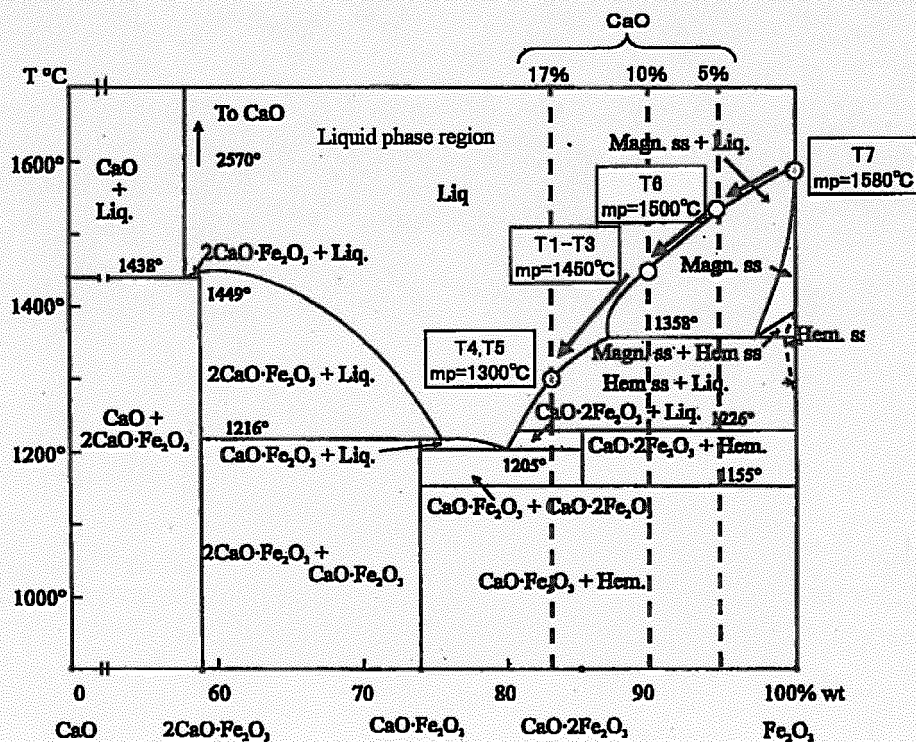 CaO
T °C
17%
10%
5%
To CaO
2570°
Liquid phase region
Liq
Magn. ss + Liq.
T7
mp=1580°C
1600°
CaO
+
Liq.
T6
mp=1500°C
T1-T3
mp=1450°C
2CaO·Fe₂O₃ + Liq.
1438°
1449°
Magn. ss
1400°
1358°
Hem. ss
T4,T5
mp=1300°C
Magn. ss + Hem ss
Hem ss + Liq.
2CaO·Fe₂O₃ + Liq.
CaO·2Fe₂O₃ + Liq.
1226°
CaO +
2CaO·Fe₂O₃
1216°
1200°
CaO·Fe₂O₃ + Liq.
1205°
CaO·2Fe₂O₃ + Hem.
1155°
CaO·Fe₂O₃ + CaO·2Fe₂O
2CaO·Fe₂O₃ +
CaO·Fe₂O₃
CaO·Fe₂O₃ + Hem.
1000°
0
60
70
80
90
100% wt
CaO
2CaO·Fe₂O₃
CaO·Fe₂O₃
CaO·2Fe₂O₃
Fe₂O₃